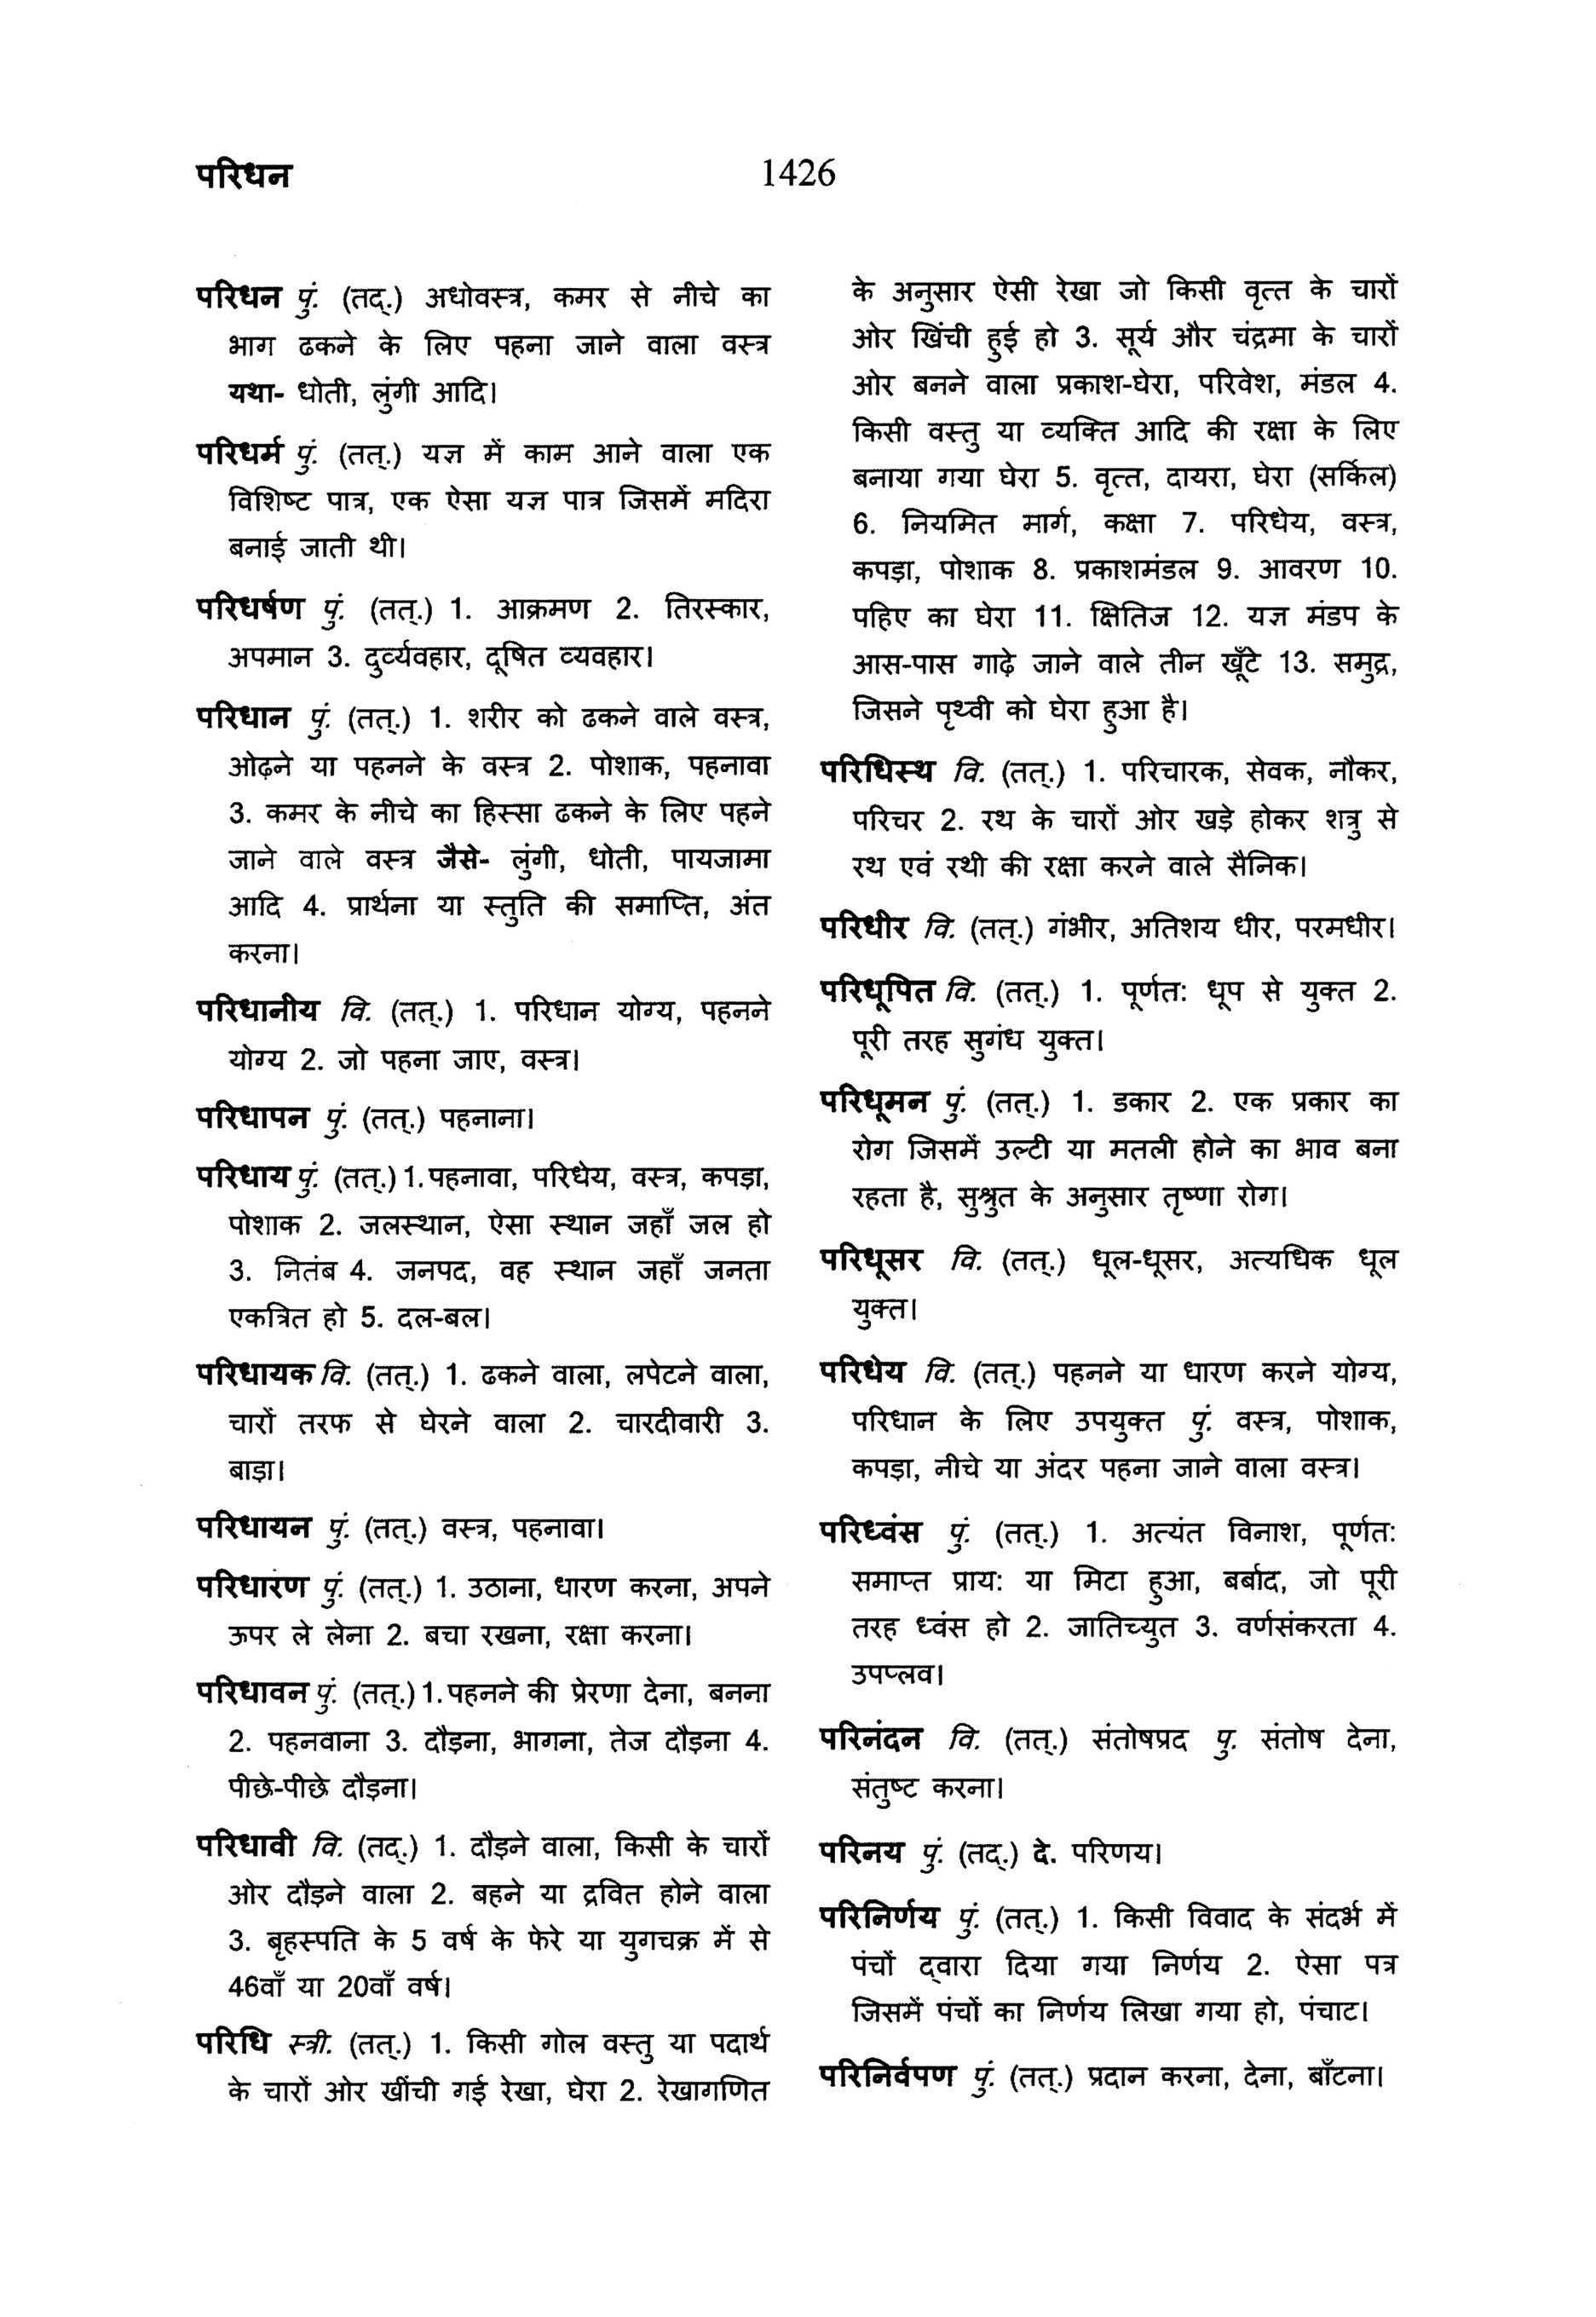 परिधन
1426
परिधन पुं. (तद्.) अधोवस्त्र, कमर से नीचे का
भाग ढकने के लिए पहना जाने वाला वस्त्र
यथा- धोती, लुंगी आदि।
परिधर्म पुं. (तत्.) यज्ञ में काम आने वाला एक
विशिष्ट पात्र, एक ऐसा यज्ञ पात्र जिसमें मदिरा
बनाई जाती थी।
परिधर्षण पुं. (तत्.) 1. आक्रमण 2. तिरस्कार,
अपमान 3. दुर्व्यवहार, दूषित व्यवहार।
परिधान पुं. (तत्.) 1. शरीर को ढकने वाले वस्त्र,
ओढ़ने या पहनने के वस्त्र 2. पोशाक, पहनावा
3. कमर के नीचे का हिस्सा ढकने के लिए पहने
जाने वाले वस्त्र जैसे- लुंगी, धोती, पायजामा
आदि 4. प्रार्थना या स्तुति की समाप्ति, अंत
करना।
परिधानीय वि. (तत्.) 1. परिधान योग्य, पहनने
योग्य 2. जो पहना जाए, वस्त्र।
परिधापन पुं. (तत्.) पहनाना।
परिधाय पुं. (तत्.) 1. पहनावा, परिधेय, वस्त्र, कपड़ा,
पोशाक 2. जलस्थान, ऐसा स्थान जहाँ जल हो
3. नितंब 4. जनपद, वह स्थान जहाँ जनता
एकत्रित हो 5. दल-बल।
परिधायक वि. (तत्.) 1. ढकने वाला, लपेटने वाला,
चारों तरफ से घेरने वाला 2. चारदीवारी 3.
बाड़ा।
परिधायन पुं. (तत्.) वस्त्र, पहनावा।
परिधारण पुं. (तत्.) 1. उठाना, धारण करना, अपने
ऊपर ले लेना 2. बचा रखना, रक्षा करना।
परिधावन पुं. (तत्.) 1. पहनने की प्रेरणा देना, बनना
2. पहनवाना 3. दौड़ना, भागना, तेज दौड़ना 4.
पीछे-पीछे दौड़ना।
परिधावी वि. (तद्.) 1. दौड़ने वाला, किसी के चारों
ओर दौड़ने वाला 2. बहने या द्रवित होने वाला
3. बृहस्पति के 5 वर्ष के फेरे या युगचक्र में से
46वाँ या 20वाँ वर्ष।
परिधि स्त्री. (तत्.) 1. किसी गोल वस्तु या पदार्थ
के चारों ओर खींची गई रेखा, घेरा 2. रेखागणित
के अनुसार ऐसी रेखा जो किसी वृत्त के चारों
ओर खिंची हुई हो 3. सूर्य और चंद्रमा के चारों
ओर बनने वाला प्रकाश-घेरा, परिवेश, मंडल 4.
किसी वस्तु या व्यक्ति आदि की रक्षा के लिए
बनाया गया घेरा 5. वृत्त, दायरा, घेरा (सर्किल)
6. नियमित मार्ग, कक्षा 7. परिधेय, वस्त्र,
कपड़ा, पोशाक 8. प्रकाशमंडल 9. आवरण 10.
पहिए का घेरा 11. क्षितिज 12. यज्ञ मंडप के
आस-पास गाढ़े जाने वाले तीन खूँटे 13. समुद्र,
जिसने पृथ्वी को घेरा हुआ है।
परिधिस्थ वि. (तत्.) 1. परिचारक, सेवक, नौकर,
परिचर 2. रथ के चारों ओर खड़े होकर शत्रु से
रथ एवं रथी की रक्षा करने वाले सैनिक।
परिधीर वि. (तत्.) गंभीर, अतिशय धीर, परमधीर।
परिधूपित वि. (तत्.) 1. पूर्णत: धूप से युक्त 2.
पूरी तरह सुगंध युक्त।
परिधूमन पुं. (तत्.) 1. डकार 2. एक प्रकार का
रोग जिसमें उल्टी या मतली होने का भाव बना
रहता है, सुश्रुत के अनुसार तृष्णा रोग।
परिधूसर वि. (तत्.) धूल-धूसर, अत्यधिक धूल
युक्त।
परिधेय वि. (तत्.) पहनने या धारण करने योग्य,
परिधान के लिए उपयुक्त पुं. वस्त्र, पोशाक,
कपड़ा, नीचे या अंदर पहना जाने वाला वस्त्र।
परिध्वंस पुं. (तत्.) 1. अत्यंत विनाश, पूर्णत:
समाप्त प्राय: या मिटा हुआ, बर्बाद, जो पूरी
तरह ध्वंस हो 2. जातिच्युत 3. वर्णसंकरता 4.
उपप्लव।
परिनंदन वि. (तत्.) संतोषप्रद पु. संतोष देना,
संतुष्ट करना।
परिनय पुं. (तद्.) दे. परिणय।
परिनिर्णय पुं. (तत्.) 1. किसी विवाद के संदर्भ में
पंचों द्वारा दिया गया निर्णय 2. ऐसा पत्र
जिसमें पंचों का निर्णय लिखा गया हो, पंचाट।
परिनिर्वपण पुं. (तत्.) प्रदान करना, देना, बाँटना।